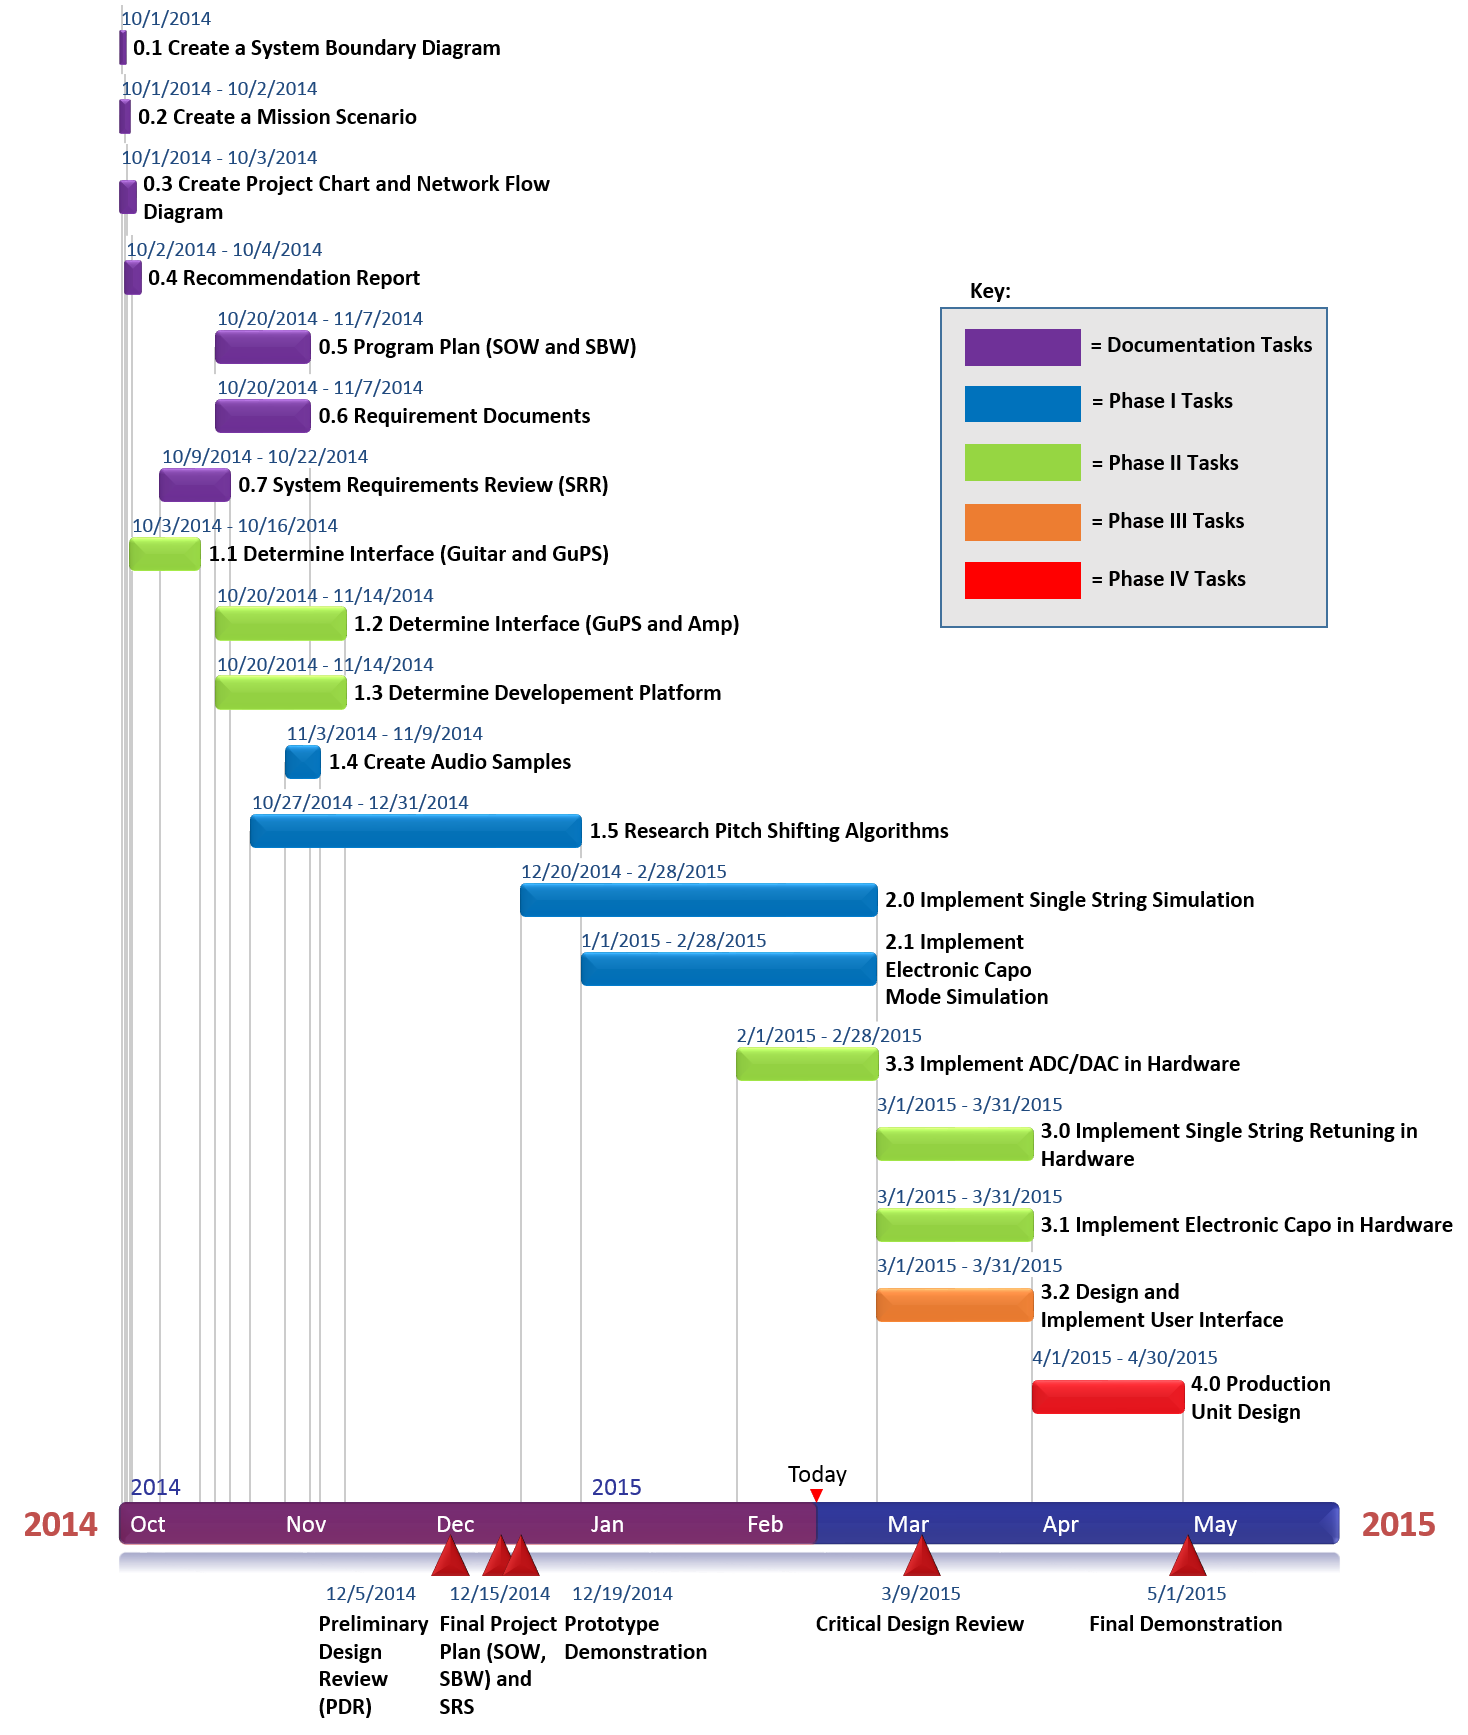 10/1/2014
0.1 Create a System Boundary Diagram
10/1/2014 - 10/2/2014
0.2 Create a Mission Scenario
10/1/2014 - 10/3/2014
0.3 Create Project Chart and Network Flow
Diagram
10/2/2014 - 10/4/2014
0.4 Recommendation Report
10/20/2014 - 11/7/2014
0.5 Program Plan (SOW and SBW)
10/20/2014 - 11/7/2014
0.6 Requirement Documents
10/9/2014 - 10/22/2014
0.7 System Requirements Review (SRR)
10/3/2014 - 10/16/2014
1.1 Determine Interface (Guitar and GuPS)
10/20/2014 - 11/14/2014
1.2 Determine Interface (GuPS and Amp)
10/20/2014 - 11/14/2014
1.3 Determine Developement Platform
11/3/2014 - 11/9/2014
1.4 Create Audio Samples
10/27/2014 - 12/31/2014
1.5 Research Pitch Shifting Algorithms
12/20/2014 - 2/28/2015
2.0 Implement Single String Simulation
1/1/2015 - 2/28/2015
2.1 Implement
Electronic Capo
Mode Simulation
2/1/2015 - 2/28/2015
3.3 Implement ADC/DAC in Hardware
3/1/2015 - 3/31/2015
3.0 Implement Single String Retuning in
Hardware
3/1/2015 - 3/31/2015
3.1 Implement Electronic Capo in Hardware
3/1/2015 - 3/31/2015
3.2 Design and
Implement User Interface
4/1/2015 - 4/30/2015
4.0 Production
Unit Design
Key:
= Documentation Tasks
= Phase I Tasks
= Phase II Tasks
= Phase III Tasks
= Phase IV Tasks
Today
2014 2015
2014 Oct Nov Dec Jan Feb Mar Apr May 2015
12/5/2014
Preliminary
Design
Review
(PDR)
12/15/2014
Final Project
Plan (SOW,
SBW) and
SRS
12/19/2014
Prototype
Demonstration
3/9/2015
Critical Design Review
5/1/2015
Final Demonstration